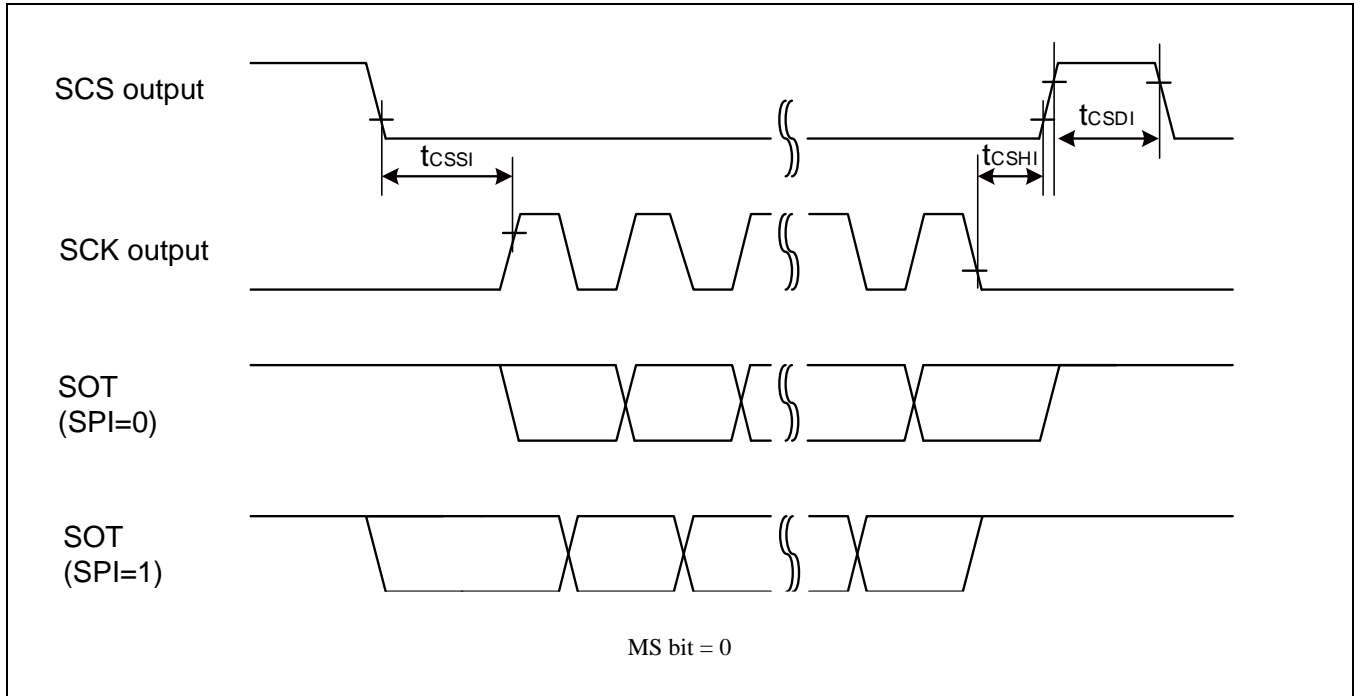 SCS output
tCSDI
tCSSI
tCSHI
SCK output
SOT
(SPI=0)
SOT
(SPI=1)
MS bit = 0